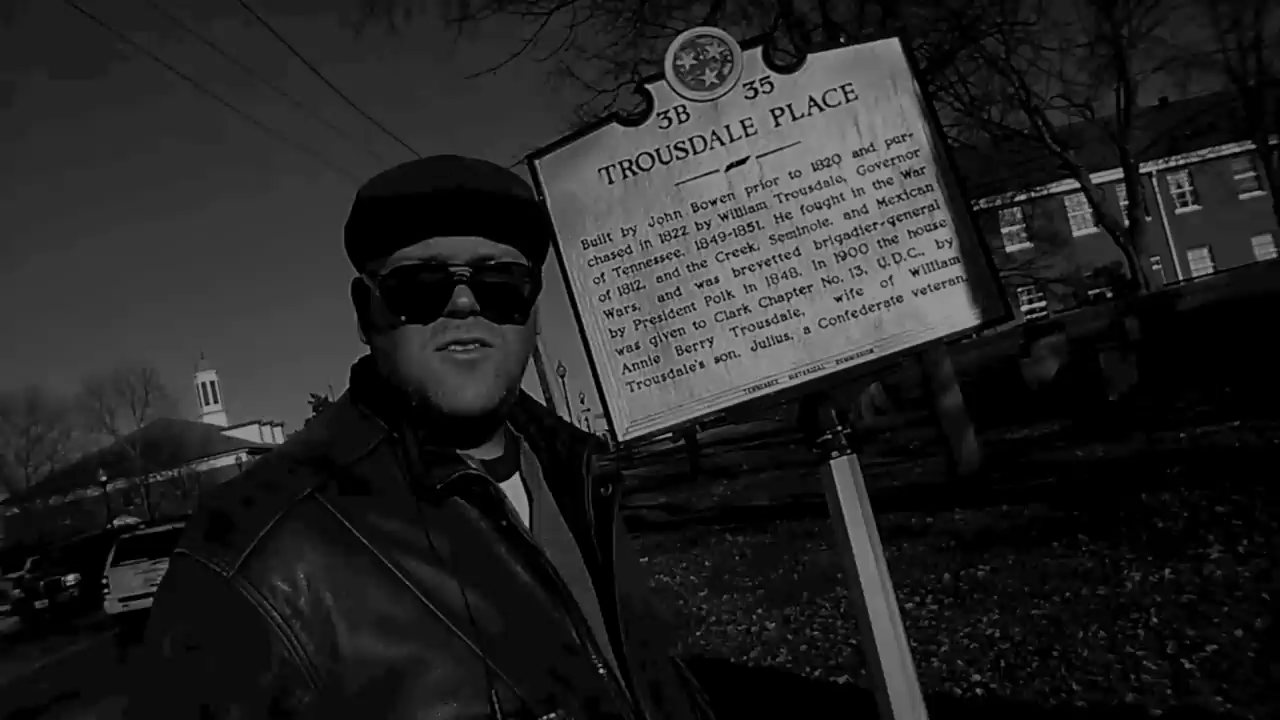 3B 35
TROUSDALE PLACE
Built by John Bowen prior to 1820 and pur-
chased in 1822 by William Trousdale, Governor
of Tennessee, 1849-1851. He fought in the War
of 1812, and the Creek, Seminole, and Mexican
Wars, and was brevetted brigadier-general
by President Polk in 1848. In 1900 the house
was given to Clark Chapter No. 13, U.D.C., by
Annie Berry Trousdale, wife of William
Trousdale's son, Julius, a Confederate veteran.
TENNESSEE HISTORICAL COMMISSION